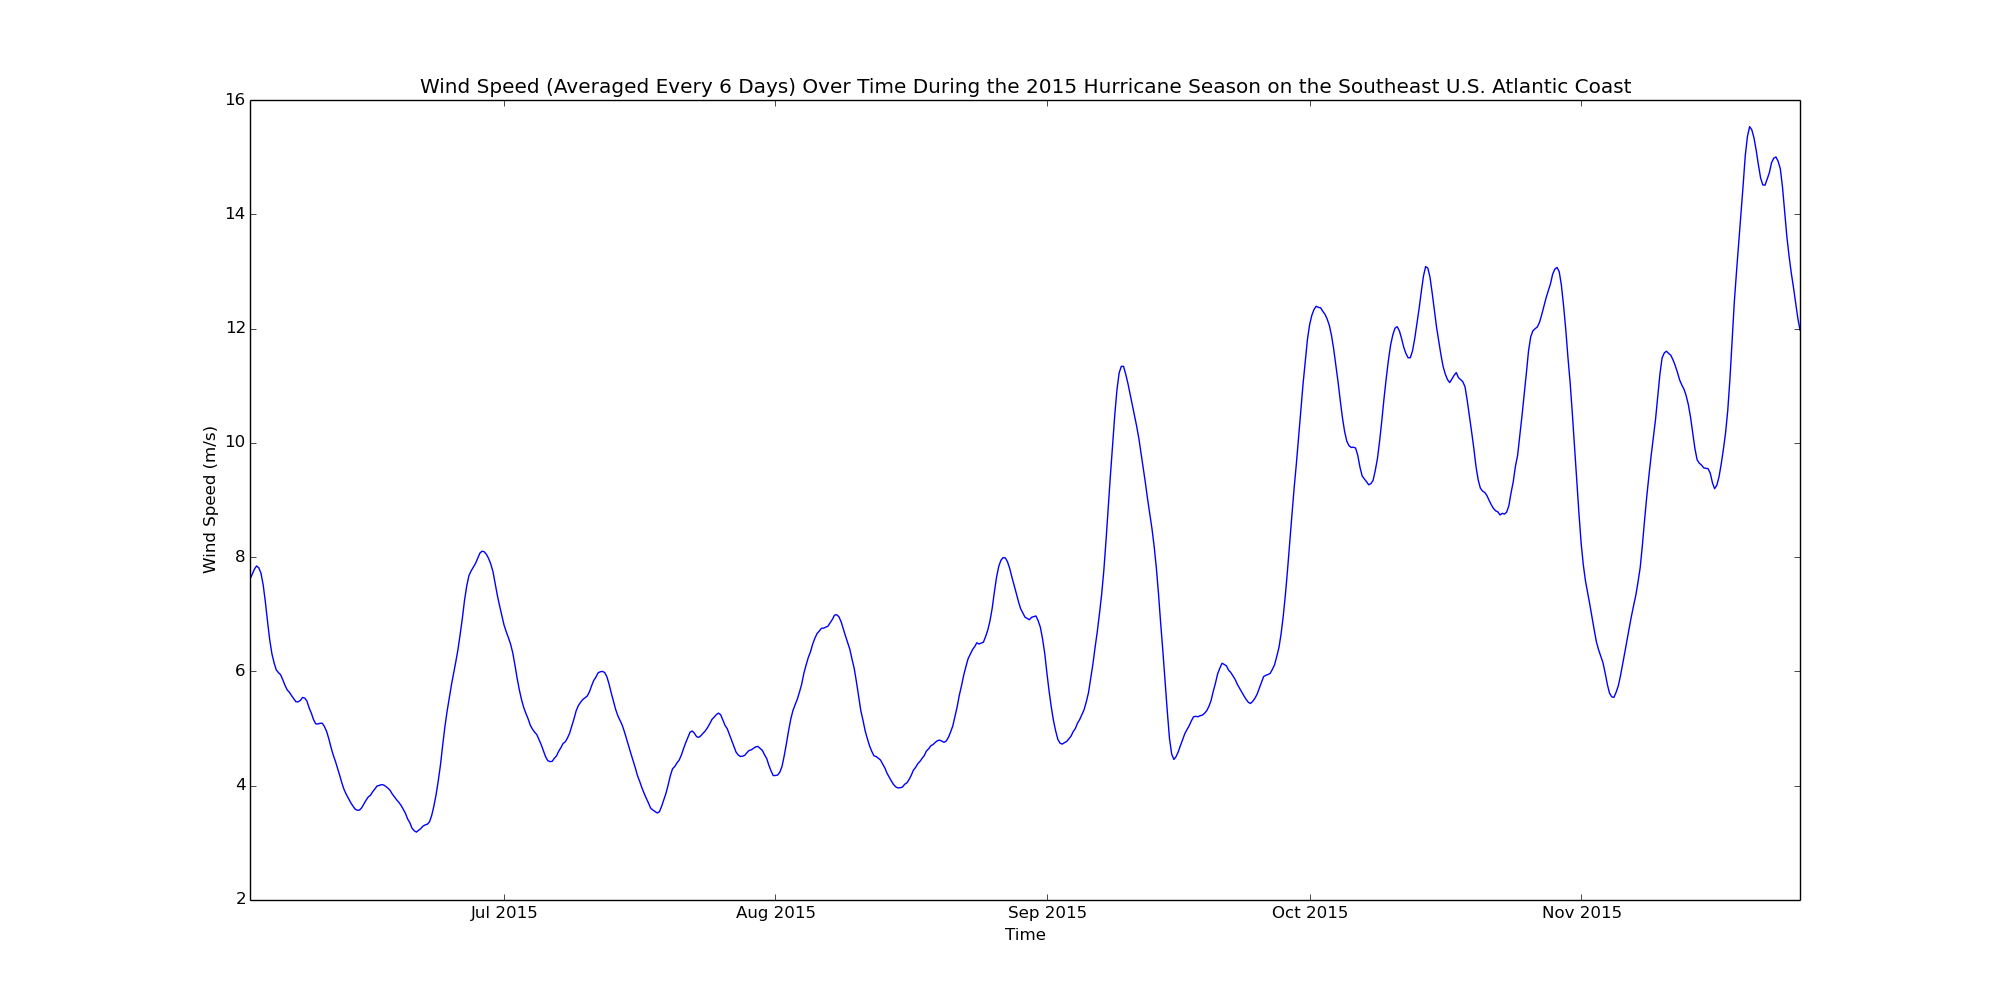 Wind Speed (Averaged Every 6 Days) Over Time During the 2015 Hurricane Season on the Southeast U.S. Atlantic Coast
16
14
12
10
8
6
4
2
Wind Speed (m/s)
Jul 2015 Aug 2015 Sep 2015 Oct 2015 Nov 2015
Time